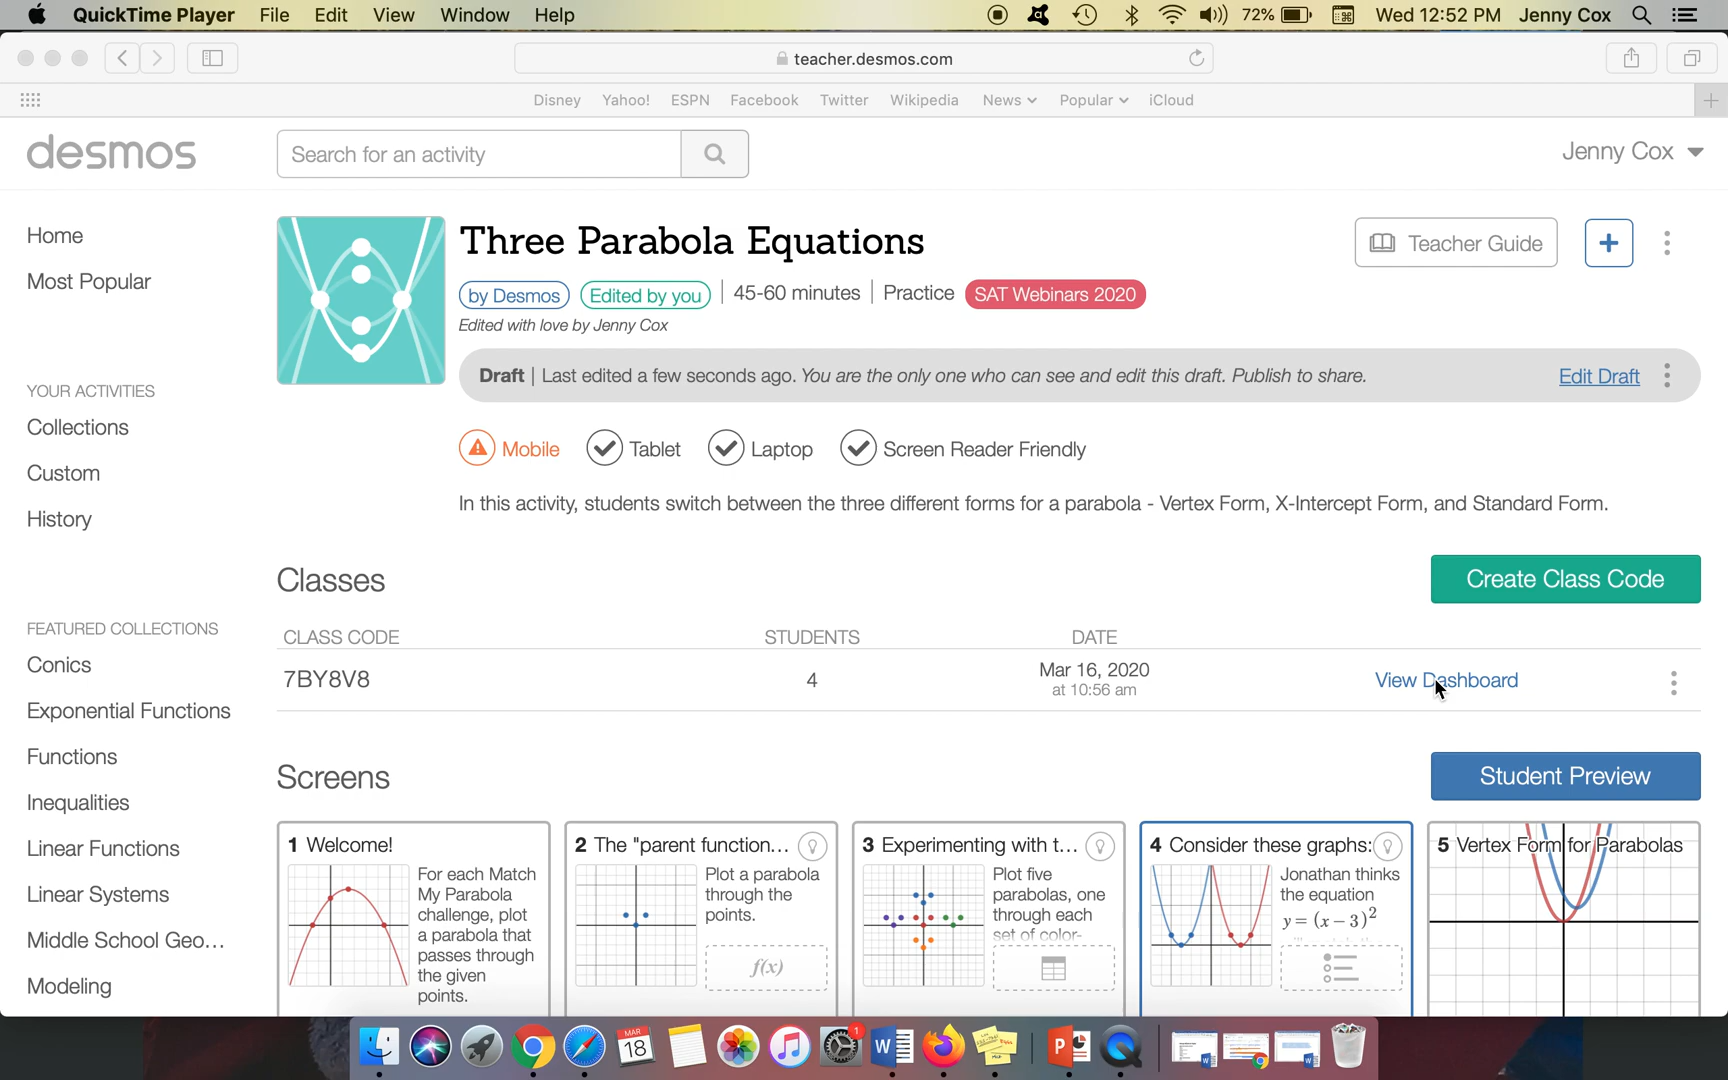 QuickTime Player File Edit View Window Help 72% Wed 12:52 PM Jenny Cox
teacher.desmos.com
Disney Yahoo! ESPN Facebook Twitter Wikipedia News Popular iCloud
desmos
Search for an activity
Jenny Cox
Home
Most Popular
YOUR ACTIVITIES
Collections
Custom
History
FEATURED COLLECTIONS
Conics
Exponential Functions
Functions
Inequalities
Linear Functions
Linear Systems
Middle School Geo...
Modeling
Three Parabola Equations
Teacher Guide
by Desmos Edited by you 45-60 minutes Practice SAT Webinars 2020
Edited with love by Jenny Cox
Draft | Last edited a few seconds ago. You are the only one who can see and edit this draft. Publish to share. Edit Draft
Mobile Tablet Laptop Screen Reader Friendly
In this activity, students switch between the three different forms for a parabola - Vertex Form, X-Intercept Form, and Standard Form.
Classes
Create Class Code
CLASS CODE STUDENTS DATE
7BY8V8 4 Mar 16, 2020 View Dashboard
at 10:56 am
Screens
Student Preview
1 Welcome!
For each Match
My Parabola
challenge, plot
a parabola that
passes through
the given
points.
2 The "parent function...
Plot a parabola
through the
points.
f(x)
3 Experimenting with t...
Plot five
parabolas, one
through each
set of color-
4 Consider these graphs:
Jonathan thinks
the equation
y = (x − 3)²
5 Vertex Form for Parabolas
MAR
18
1